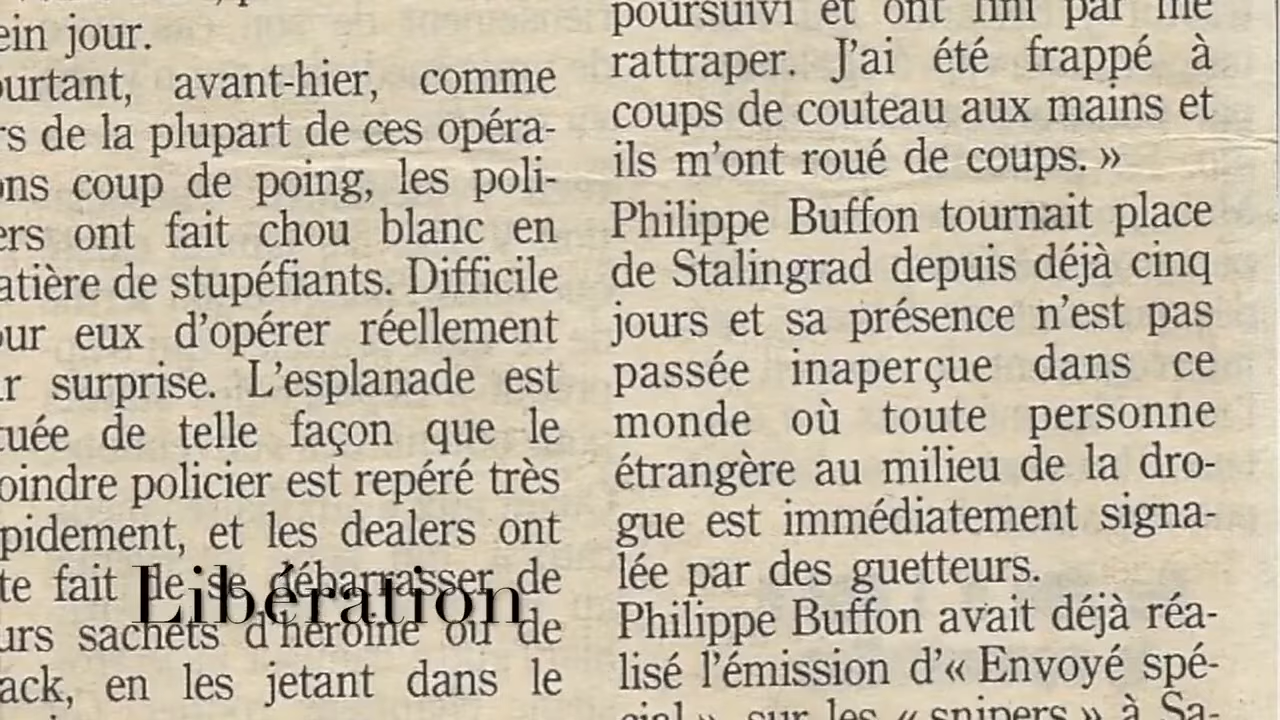 ein jour.
ourtant, avant-hier, comme
rs de la plupart de ces opéra-
ons coup de poing, les poli-
ers ont fait chou blanc en
atière de stupéfiants. Difficile
our eux d'opérer réellement
ar surprise. L'esplanade est
tuée de telle façon que le
oindre policier est repéré très
pidement, et les dealers ont
te fait de se débarrasser de
urs sachets d'héroïne ou de
ack, en les jetant dans le
poursuivi et ont fini par me
rattraper. J'ai été frappé à
coups de couteau aux mains et
ils m'ont roué de coups. »
Philippe Buffon tournait place
de Stalingrad depuis déjà cinq
jours et sa présence n'est pas
passée inaperçue dans ce
monde où toute personne
étrangère au milieu de la dro-
gue est immédiatement signa-
lée par des guetteurs.
Philippe Buffon avait déjà réa-
lisé l'émission d'« Envoyé spé-
cial », sur les « snipers » à Sa-
Libération